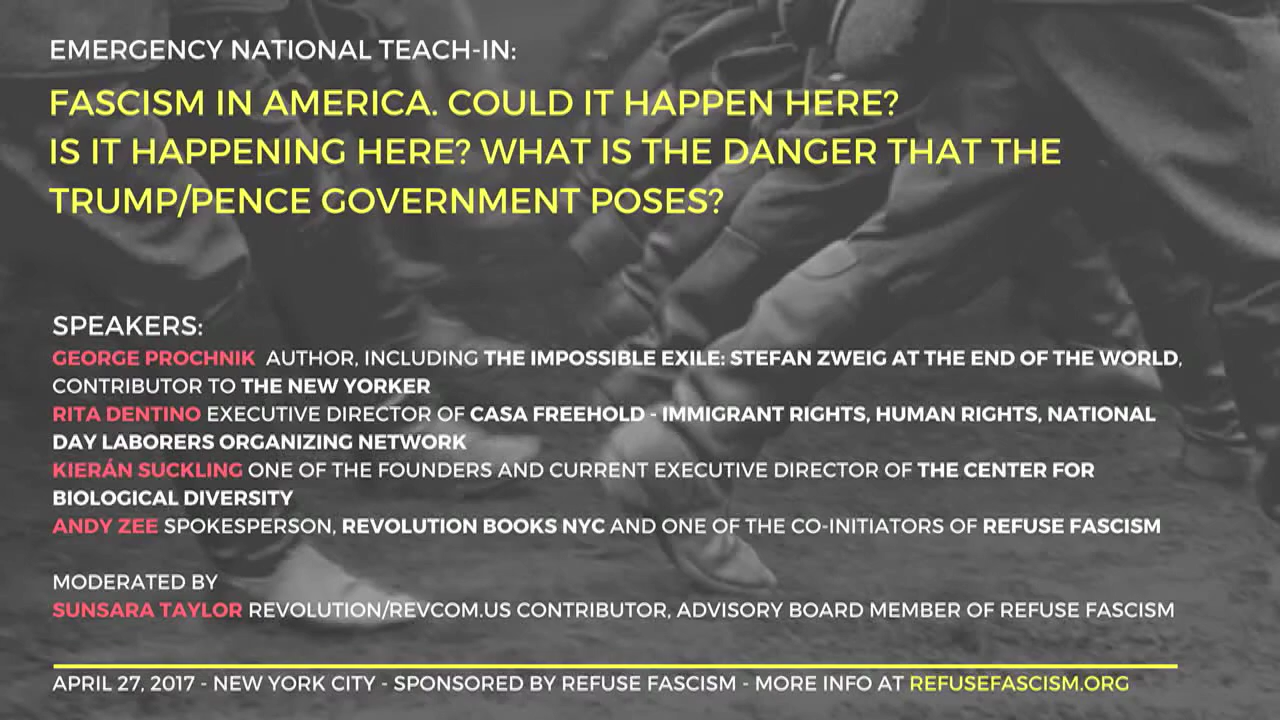 EMERGENCY NATIONAL TEACH-IN:
FASCISM IN AMERICA. COULD IT HAPPEN HERE?
IS IT HAPPENING HERE? WHAT IS THE DANGER THAT THE
TRUMP/PENCE GOVERNMENT POSES?
SPEAKERS:
GEORGE PROCHNIK AUTHOR, INCLUDING THE IMPOSSIBLE EXILE: STEFAN ZWEIG AT THE END OF THE WORLD,
CONTRIBUTOR TO THE NEW YORKER
RITA DENTINO EXECUTIVE DIRECTOR OF CASA FREEHOLD - IMMIGRANT RIGHTS, HUMAN RIGHTS, NATIONAL
DAY LABORERS ORGANIZING NETWORK
KIERÁN SUCKLING ONE OF THE FOUNDERS AND CURRENT EXECUTIVE DIRECTOR OF THE CENTER FOR
BIOLOGICAL DIVERSITY
ANDY ZEE SPOKESPERSON, REVOLUTION BOOKS NYC AND ONE OF THE CO-INITIATORS OF REFUSE FASCISM
MODERATED BY
SUNSARA TAYLOR REVOLUTION/REVCOM.US CONTRIBUTOR, ADVISORY BOARD MEMBER OF REFUSE FASCISM
APRIL 27, 2017 - NEW YORK CITY - SPONSORED BY REFUSE FASCISM - MORE INFO AT REFUSEFASCISM.ORG